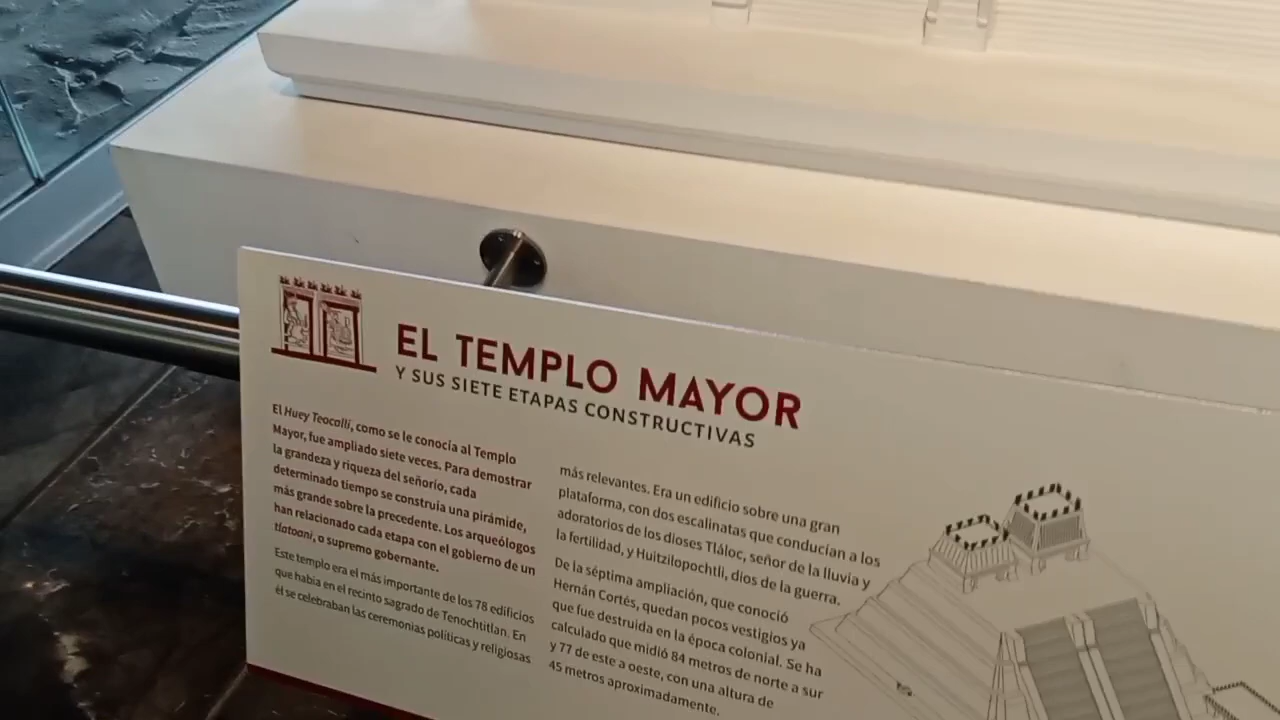 EL TEMPLO MAYOR
Y SUS SIETE ETAPAS CONSTRUCTIVAS
El Huey Teocalli, como se le conocía al Templo
Mayor, fue ampliado siete veces. Para demostrar
la grandeza y riqueza del señorío, cada
determinado tiempo se construía una pirámide,
más grande sobre la precedente. Los arqueólogos
han relacionado cada etapa con el gobierno de un
tlatoani, o supremo gobernante.
Este templo era el más importante de los 78 edificios
que había en el recinto sagrado de Tenochtitlan. En
él se celebraban las ceremonias políticas y religiosas
más relevantes. Era un edificio sobre una gran
plataforma, con dos escalinatas que conducían a los
adoratorios de los dioses Tláloc, señor de la lluvia y
la fertilidad, y Huitzilopochtli, dios de la guerra.
De la séptima ampliación, que conoció
Hernán Cortés, quedan pocos vestigios ya
que fue destruida en la época colonial. Se ha
calculado que midió 84 metros de norte a sur
y 77 de este a oeste, con una altura de
45 metros aproximadamente.